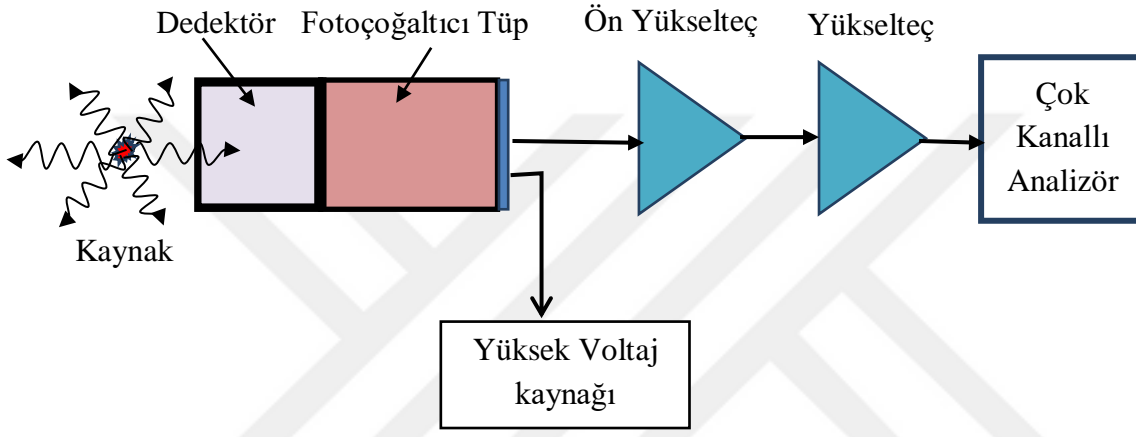 Dedektör
Fotoçoğaltıcı Tüp
Ön Yükselteç
Yükselteç
Çok
Kanallı
Analizör
Kaynak
Yüksek Voltaj
kaynağı